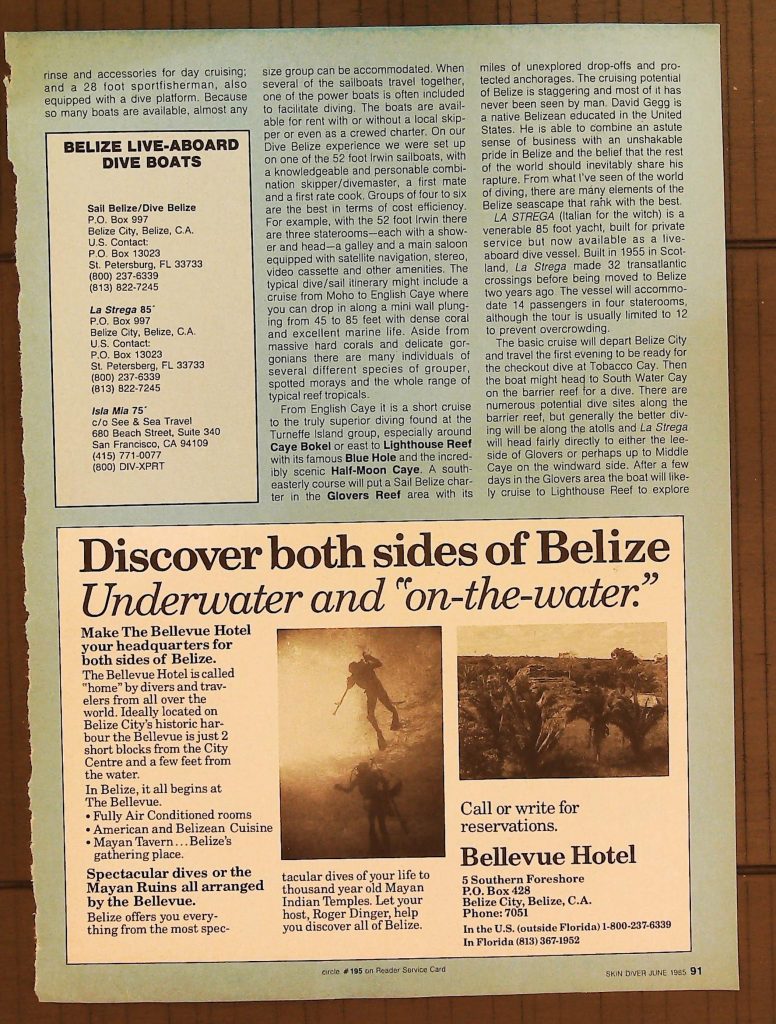 rinse and accessories for day cruising;
and a 28 foot sportfisherman, also
equipped with a dive platform. Because
so many boats are available, almost any
BELIZE LIVE-ABOARD
DIVE BOATS
Sail Belize/Dive Belize
P.O. Box 997
Belize City, Belize, C.A.
U.S. Contact:
P.O. Box 13023
St. Petersburg, FL 33733
(800) 237-6339
(813) 822-7245
La Strega 85´
P.O. Box 997
Belize City, Belize, C.A.
U.S. Contact:
P.O. Box 13023
St. Petersberg, FL 33733
(800) 237-6339
(813) 822-7245
Isla Mia 75´
c/o See & Sea Travel
680 Beach Street, Suite 340
San Francisco, CA 94109
(415) 771-0077
(800) DIV-XPRT
size group can be accommodated. When
several of the sailboats travel together,
one of the power boats is often included
to facilitate diving. The boats are avail-
able for rent with or without a local skip-
per or even as a crewed charter. On our
Dive Belize experience we were set up
on one of the 52 foot Irwin sailboats, with
a knowledgeable and personable combi-
nation skipper/divemaster, a first mate
and a first rate cook. Groups of four to six
are the best in terms of cost efficiency.
For example, with the 52 foot Irwin there
are three staterooms—each with a show-
er and head—a galley and a main saloon
equipped with satellite navigation, stereo,
video cassette and other amenities. The
typical dive/sail itinerary might include a
cruise from Moho to English Caye where
you can drop in along a mini wall plung-
ing from 45 to 85 feet with dense coral
and excellent marine life. Aside from
massive hard corals and delicate gor-
gonians there are many individuals of
several different species of grouper,
spotted morays and the whole range of
typical reef tropicals.
From English Caye it is a short cruise
to the truly superior diving found at the
Turneffe Island group, especially around
Caye Bokel or east to Lighthouse Reef
with its famous Blue Hole and the incred-
ibly scenic Half-Moon Caye. A south-
easterly course will put a Sail Belize char-
ter in the Glovers Reef area with its
miles of unexplored drop-offs and pro-
tected anchorages. The cruising potential
of Belize is staggering and most of it has
never been seen by man. David Gegg is
a native Belizean educated in the United
States. He is able to combine an astute
sense of business with an unshakable
pride in Belize and the belief that the rest
of the world should inevitably share his
rapture. From what I've seen of the world
of diving, there are many elements of the
Belize seascape that rank with the best.
LA STREGA (Italian for the witch) is a
venerable 85 foot yacht, built for private
service but now available as a live-
aboard dive vessel. Built in 1955 in Scot-
land, La Strega made 32 transatlantic
crossings before being moved to Belize
two years ago. The vessel will accommo-
date 14 passengers in four staterooms,
although the tour is usually limited to 12
to prevent overcrowding.
The basic cruise will depart Belize City
and travel the first evening to be ready for
the checkout dive at Tobacco Cay. Then
the boat might head to South Water Cay
on the barrier reef for a dive. There are
numerous potential dive sites along the
barrier reef, but generally the better div-
ing will be along the atolls and La Strega
will head fairly directly to either the lee-
side of Glovers or perhaps up to Middle
Caye on the windward side. After a few
days in the Glovers area the boat will like-
ly cruise to Lighthouse Reef to explore
Discover both sides of Belize
Underwater and "on-the-water."
Make The Bellevue Hotel
your headquarters for
both sides of Belize.
The Bellevue Hotel is called
"home" by divers and trav-
elers from all over the
world. Ideally located on
Belize City's historic har-
bour the Bellevue is just 2
short blocks from the City
Centre and a few feet from
the water.
In Belize, it all begins at
The Bellevue.
• Fully Air Conditioned rooms
• American and Belizean Cuisine
• Mayan Tavern...Belize's
gathering place.
Spectacular dives or the
Mayan Ruins all arranged
by the Bellevue.
Belize offers you every-
thing from the most spec-
tacular dives of your life to
thousand year old Mayan
Indian Temples. Let your
host, Roger Dinger, help
you discover all of Belize.
Call or write for
reservations.
Bellevue Hotel
5 Southern Foreshore
P.O. Box 428
Belize City, Belize, C.A.
Phone: 7051
In the U.S. (outside Florida) 1-800-237-6339
In Florida (813) 367-1952
circle #195 on Reader Service Card
SKIN DIVER JUNE 1985 91